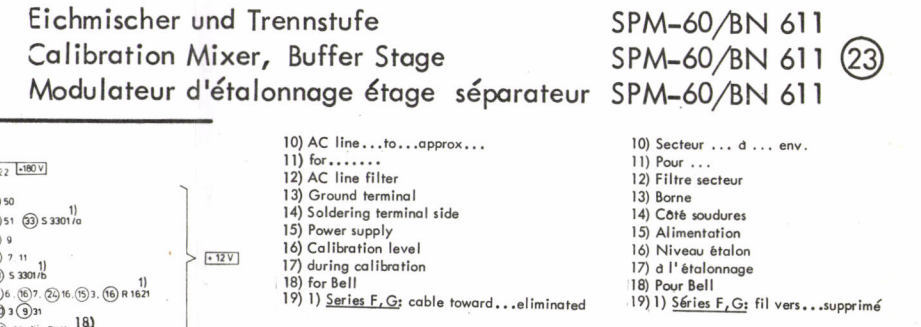 Eichmischer und Trennstufe SPM-60/BN 611
Calibration Mixer, Buffer Stage SPM-60/BN 611 23
Modulateur d'étalonnage étage séparateur SPM-60/BN 611
10) AC line...to...approx...
11) for.......
12) AC line filter
13) Ground terminal
14) Soldering terminal side
15) Power supply
16) Calibration level
17) during calibration
18) for Bell
19) 1) Series F,G: cable toward...eliminated
10) Secteur ... à ... env.
11) Pour ...
12) Filtre secteur
13) Borne
14) Côté soudures
15) Alimentation
16) Niveau étalon
17) à l'étalonnage
18) Pour Bell
19) 1) Séries F,G: fil vers...supprimé
+180 V
50
51 33 S 3301/a 1)
9
7 11
S 3301/b 1)
6, 16 7, 24 16, 15 3, 16 R 1621 1)
3 9 31
18)
+ 12 V